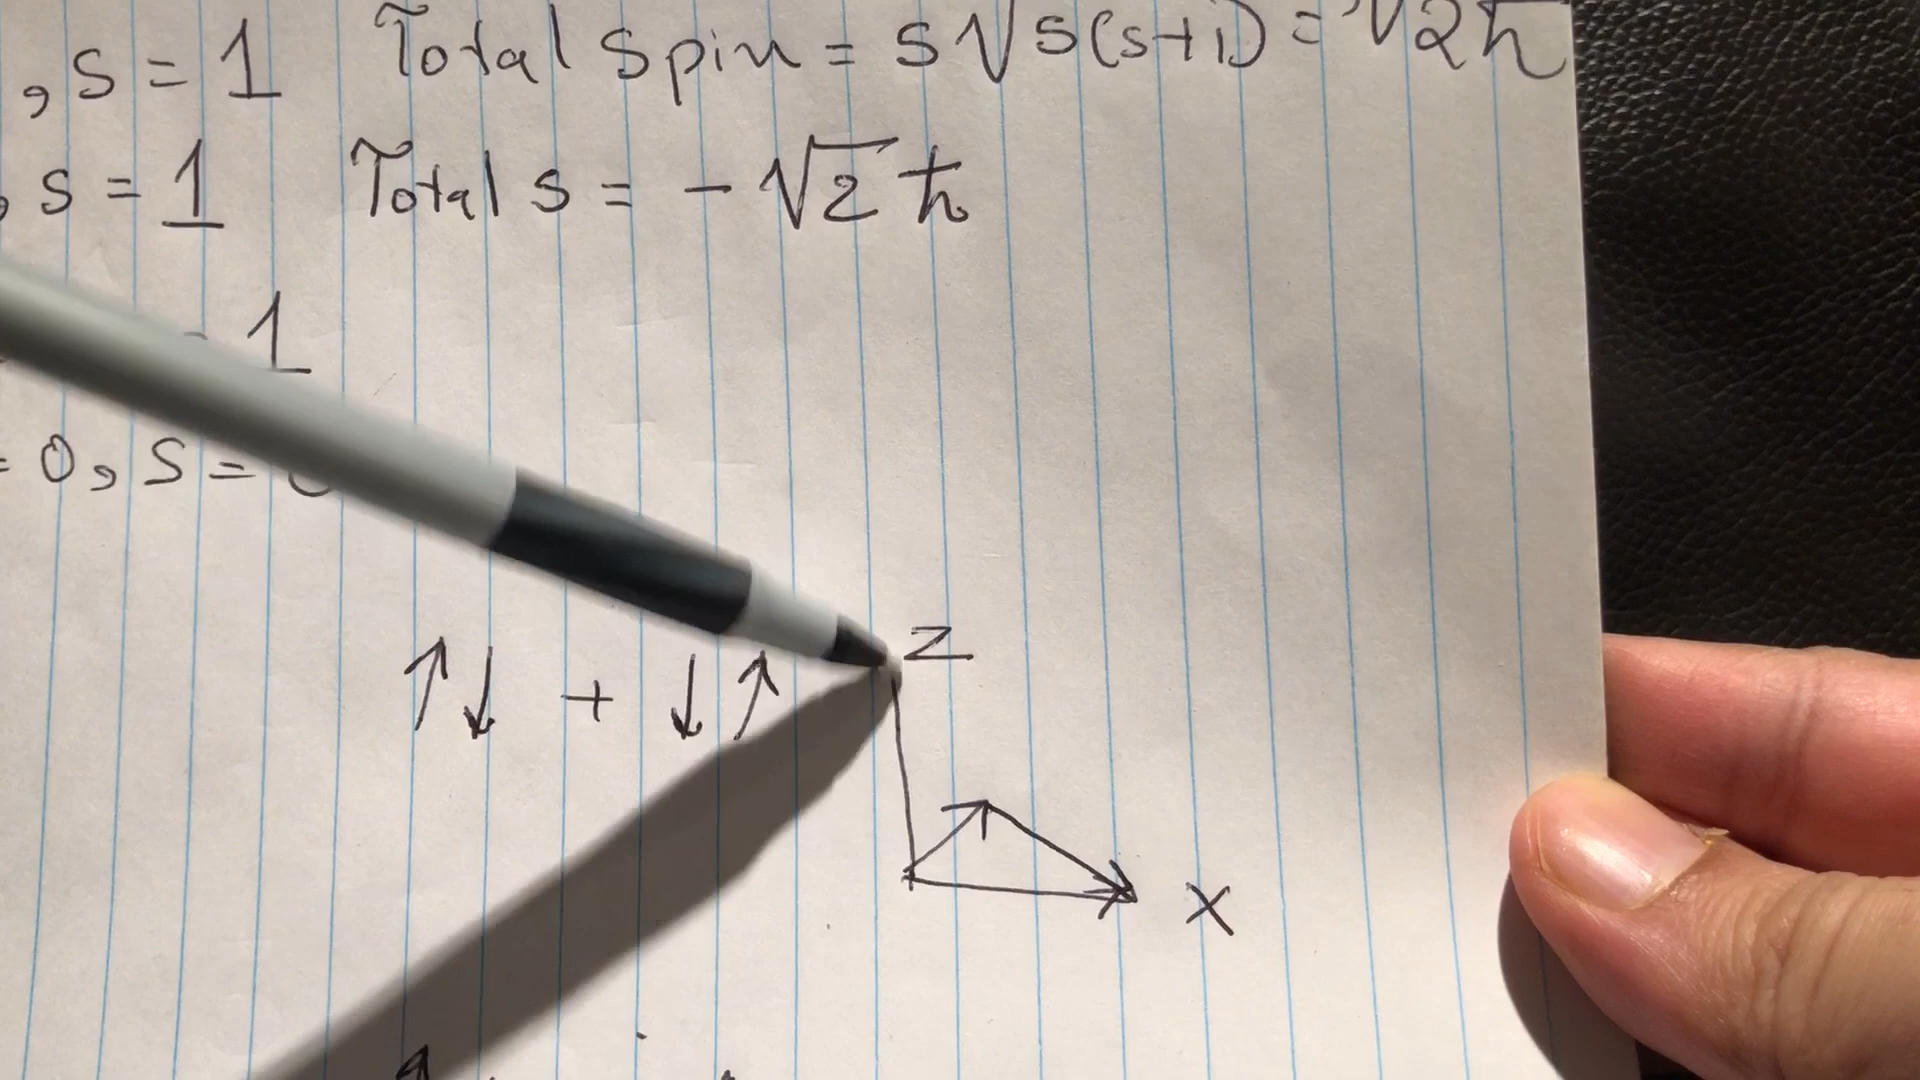 , s = 1 Total Spin = s√s(s+1) = √2ħ
, s = 1 Total s = -√2 ħ
= 1
= 0, s =
↑↓ + ↓↑
Z
X